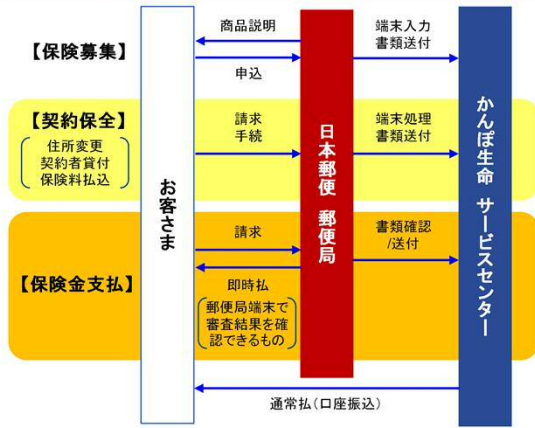 【保険募集】
商品説明
申込
端末入力
書類送付
【契約保全】
住所変更
契約者貸付
保険料払込
請求
手続
端末処理
書類送付
お客さま
日本郵便 郵便局
かんぽ生命 サービスセンター
【保険金支払】
請求
書類確認
/送付
即時払
郵便局端末で
審査結果を確
認できるもの
通常払(口座振込)